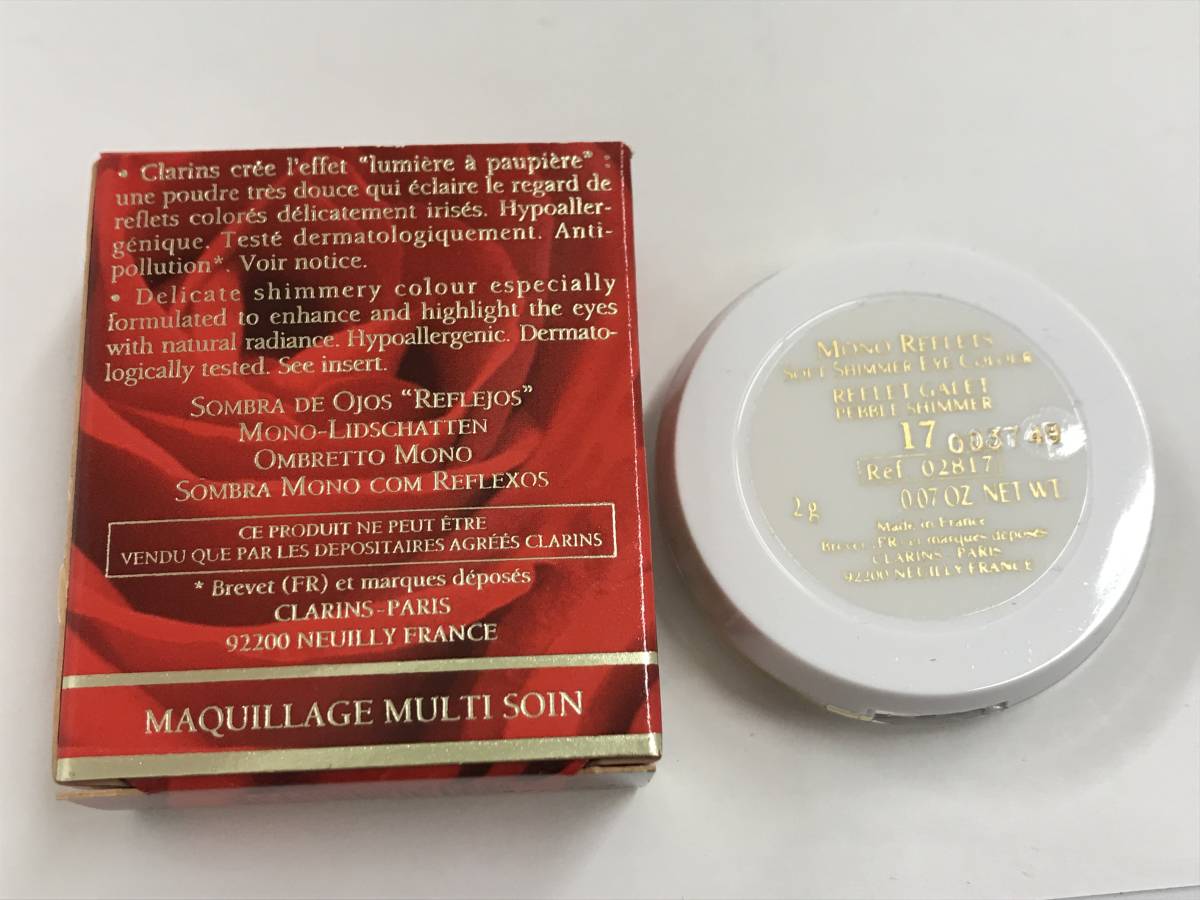 • Clarins crée l'effet "lumière à paupière" :
une poudre très douce qui éclaire le regard de
reflets colorés délicatement irisés. Hypoaller-
génique. Testé dermatologiquement. Anti-
pollution*. Voir notice.
• Delicate shimmery colour especially
formulated to enhance and highlight the eyes
with natural radiance. Hypoallergenic. Dermato-
logically tested. See insert.
SOMBRA DE OJOS "REFLEJOS"
MONO-LIDSCHATTEN
OMBRETTO MONO
SOMBRA MONO COM REFLEXOS
CE PRODUIT NE PEUT ÊTRE
VENDU QUE PAR LES DEPOSITAIRES AGRÉÉS CLARINS
* Brevet (FR) et marques déposés
CLARINS-PARIS
92200 NEUILLY FRANCE
MAQUILLAGE MULTI SOIN
MONO REFLETS
SOFT SHIMMER EYE COLOUR
REFLET GALET
PEBBLE SHIMMER
17
Ref 02817
2g 0.07 OZ NET WT.
Made in France
Brevet (FR) et marques déposés
CLARINS - PARIS
92200 NEUILLY FRANCE